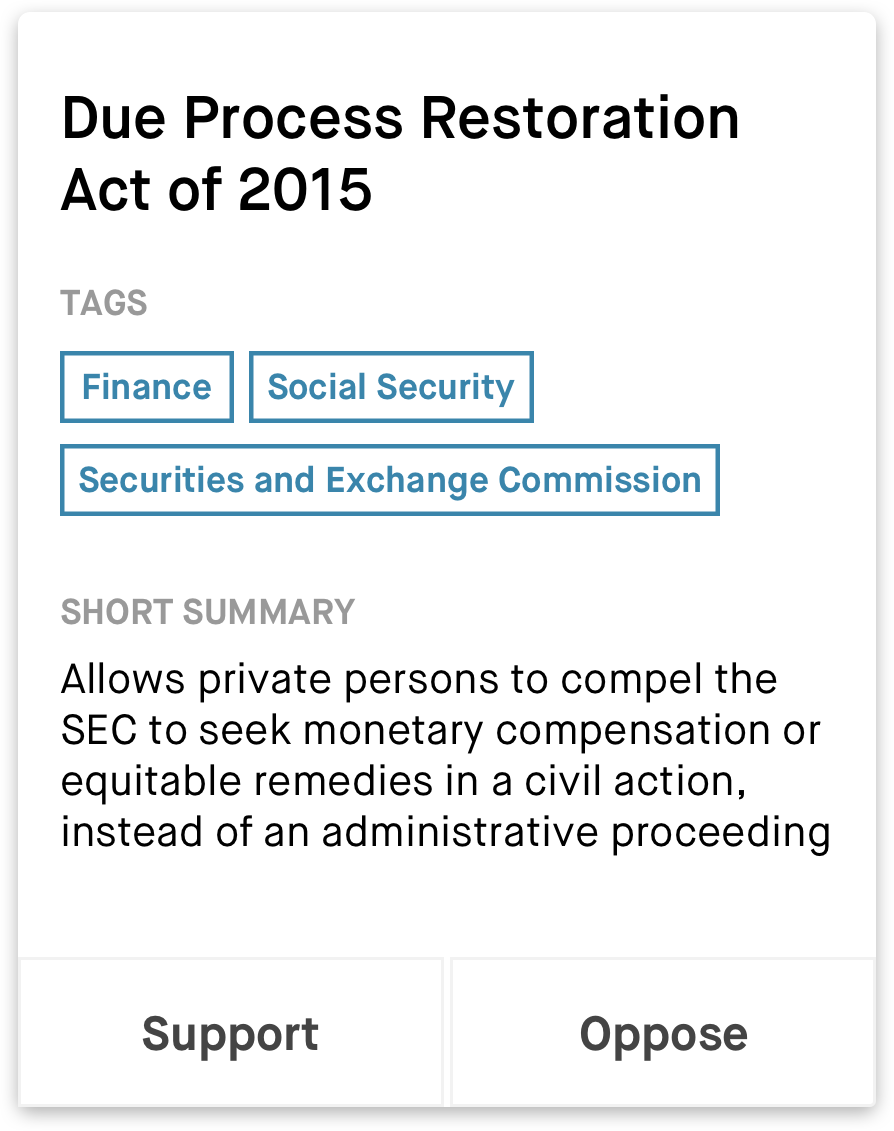 Due Process Restoration
Act of 2015
TAGS
Finance
Social Security
Securities and Exchange Commission
SHORT SUMMARY
Allows private persons to compel the
SEC to seek monetary compensation or
equitable remedies in a civil action,
instead of an administrative proceeding
Support
Oppose